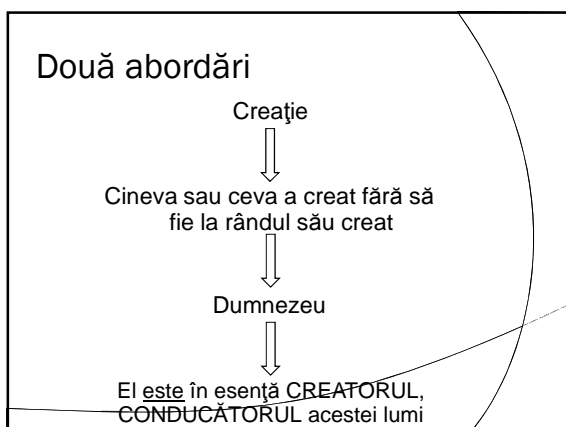 Două abordări
Creaţie
Cineva sau ceva a creat fără să
fie la rândul său creat
Dumnezeu
El este în esenţă CREATORUL,
CONDUCĂTORUL acestei lumi